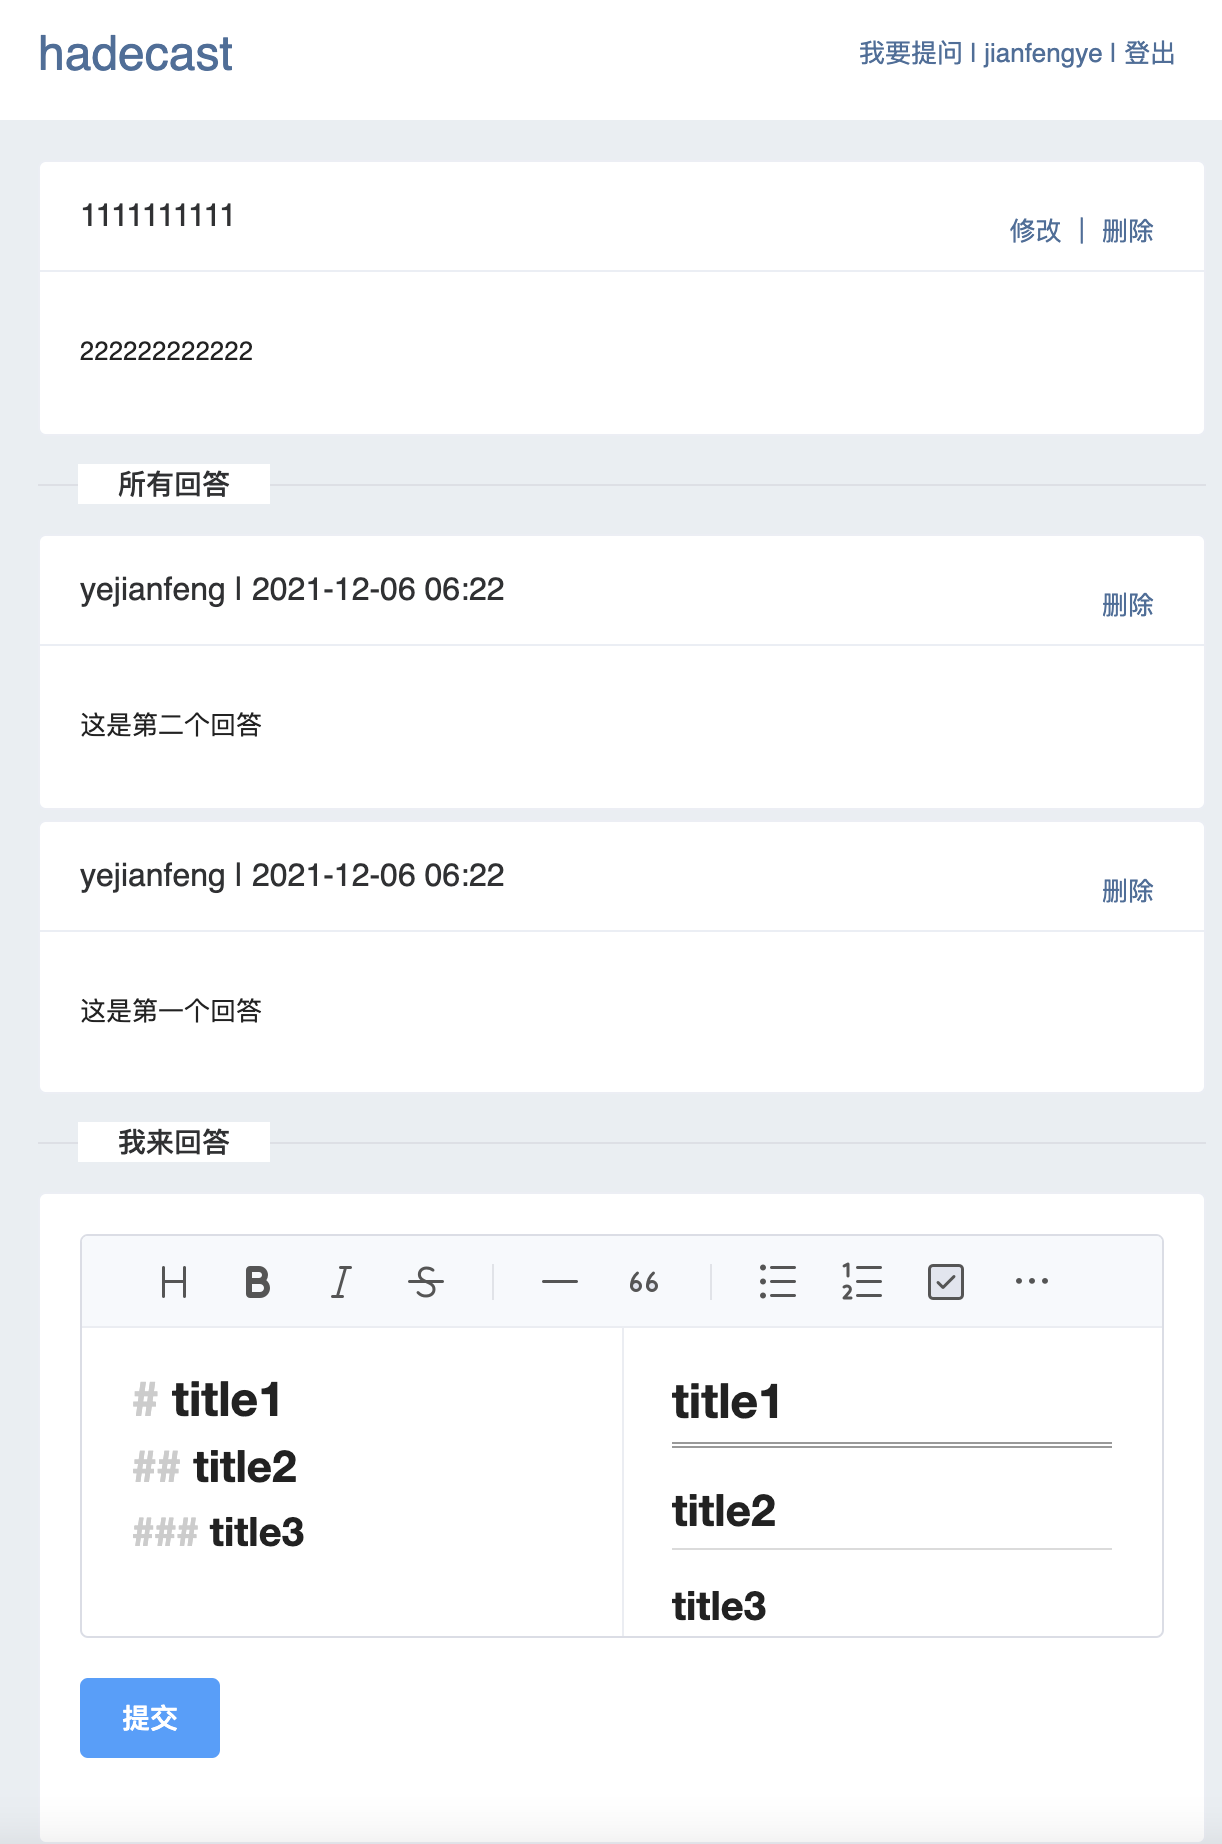 hadecast
我要提问 | jianfengye | 登出
1111111111
修改 | 删除
222222222222
所有回答
yejianfeng | 2021-12-06 06:22
删除
这是第二个回答
yejianfeng | 2021-12-06 06:22
删除
这是第一个回答
我来回答
# title1
## title2
### title3
title1
title2
title3
提交